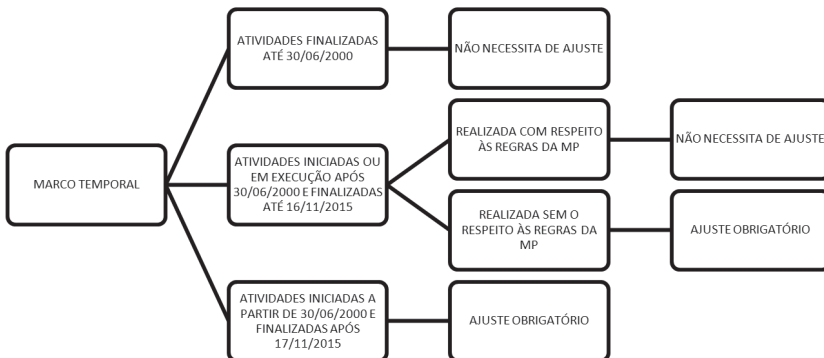 MARCO TEMPORAL
ATIVIDADES FINALIZADAS
ATÉ 30/06/2000
NÃO NECESSITA DE AJUSTE
ATIVIDADES INICIADAS OU
EM EXECUÇÃO APÓS
30/06/2000 E FINALIZADAS
ATÉ 16/11/2015
REALIZADA COM RESPEITO
ÀS REGRAS DA MP
NÃO NECESSITA DE AJUSTE
REALIZADA SEM O
RESPEITO ÀS REGRAS DA
MP
AJUSTE OBRIGATÓRIO
ATIVIDADES INICIADAS A
PARTIR DE 30/06/2000 E
FINALIZADAS APÓS
17/11/2015
AJUSTE OBRIGATÓRIO